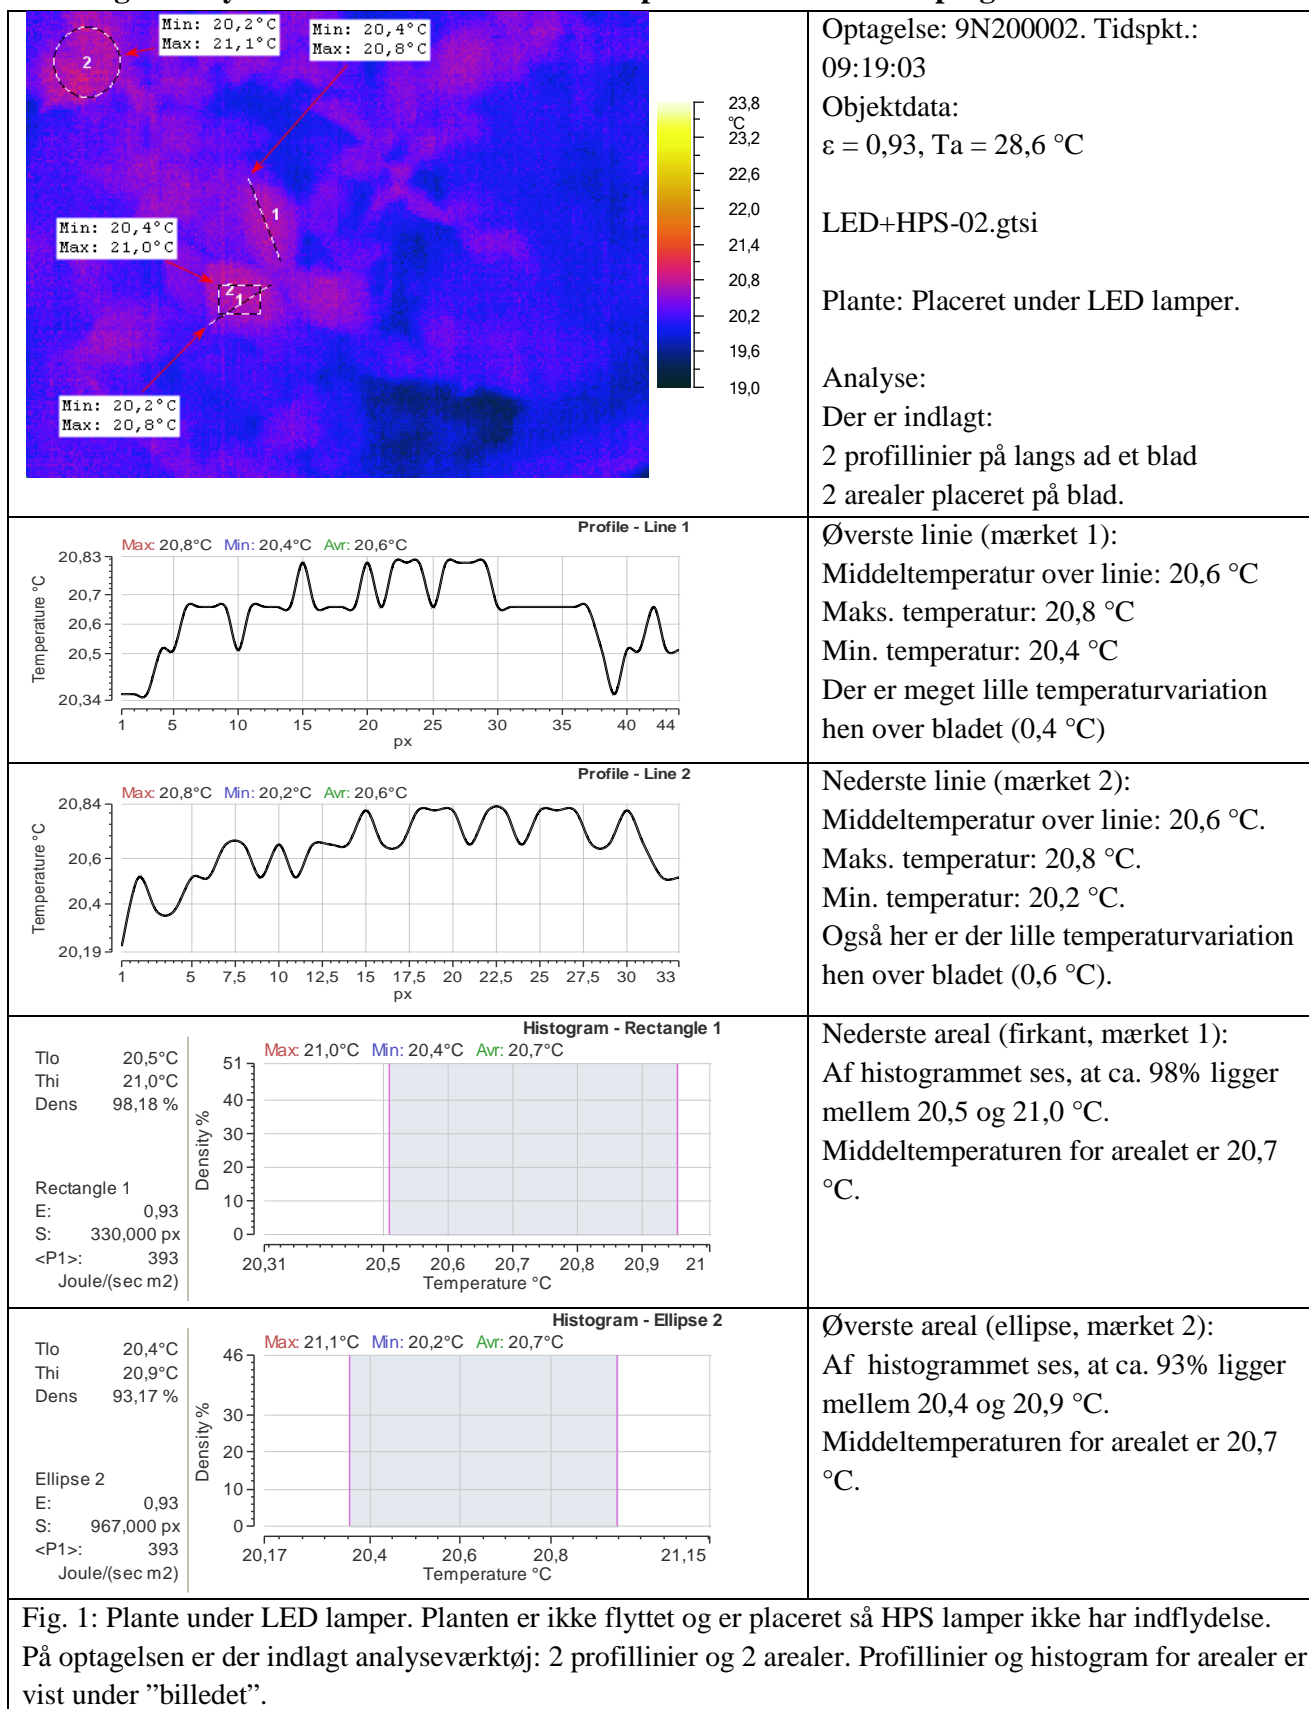 Min: 20,2°C
Max: 21,1°C
Min: 20,4°C
Max: 20,8°C
2
1
Min: 20,4°C
Max: 21,0°C
2
1
Min: 20,2°C
Max: 20,8°C
23,8
°C
23,2
22,6
22,0
21,4
20,8
20,2
19,6
19,0
Optagelse: 9N200002. Tidspkt.:
09:19:03
Objektdata:
ε = 0,93, Ta = 28,6 °C
LED+HPS-02.gtsi
Plante: Placeret under LED lamper.
Analyse:
Der er indlagt:
2 profillinier på langs ad et blad
2 arealer placeret på blad.
Profile - Line 1
Max: 20,8°C Min: 20,4°C Avr: 20,6°C
Temperature °C
20,83
20,7
20,6
20,5
20,34
1 5 10 15 20 25 30 35 40 44
px
Øverste linie (mærket 1):
Middeltemperatur over linie: 20,6 °C
Maks. temperatur: 20,8 °C
Min. temperatur: 20,4 °C
Der er meget lille temperaturvariation
hen over bladet (0,4 °C)
Profile - Line 2
Max: 20,8°C Min: 20,2°C Avr: 20,6°C
Temperature °C
20,84
20,6
20,4
20,19
1 5 7,5 10 12,5 15 17,5 20 22,5 25 27,5 30 33
px
Nederste linie (mærket 2):
Middeltemperatur over linie: 20,6 °C.
Maks. temperatur: 20,8 °C.
Min. temperatur: 20,2 °C.
Også her er der lille temperaturvariation
hen over bladet (0,6 °C).
Histogram - Rectangle 1
Max: 21,0°C Min: 20,4°C Avr: 20,7°C
Tlo 20,5°C
Thi 21,0°C
Dens 98,18 %
Rectangle 1
E: 0,93
S: 330,000 px
<P1>: 393
Joule/(sec m2)
Density %
51
40
30
20
10
0
20,31 20,5 20,6 20,7 20,8 20,9 21
Temperature °C
Nederste areal (firkant, mærket 1):
Af histogrammet ses, at ca. 98% ligger
mellem 20,5 og 21,0 °C.
Middeltemperaturen for arealet er 20,7
°C.
Histogram - Ellipse 2
Max: 21,1°C Min: 20,2°C Avr: 20,7°C
Tlo 20,4°C
Thi 20,9°C
Dens 93,17 %
Ellipse 2
E: 0,93
S: 967,000 px
<P1>: 393
Joule/(sec m2)
Density %
46
30
20
10
0
20,17 20,4 20,6 20,8 21,15
Temperature °C
Øverste areal (ellipse, mærket 2):
Af histogrammet ses, at ca. 93% ligger
mellem 20,4 og 20,9 °C.
Middeltemperaturen for arealet er 20,7
°C.
Fig. 1: Plante under LED lamper. Planten er ikke flyttet og er placeret så HPS lamper ikke har indflydelse.
På optagelsen er der indlagt analyseværktøj: 2 profillinier og 2 arealer. Profillinier og histogram for arealer er
vist under ”billedet”.